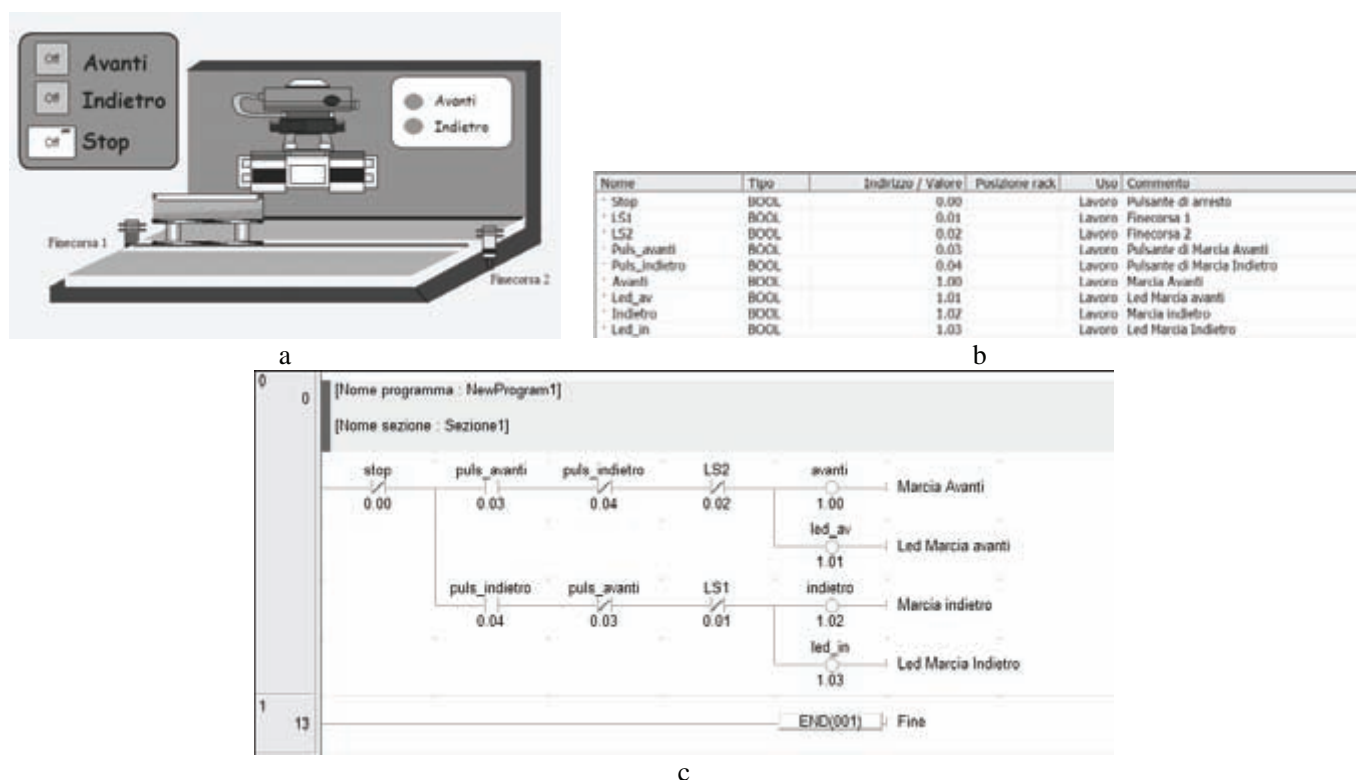 Off Avanti
Off Indietro
Off Stop
Avanti
Indietro
Finecorsa 1
Finecorsa 2
a
Nome Tipo Indirizzo / Valore Posizione rack Uso Commento
Stop BOOL 0.00 Lavoro Pulsante di arresto
LS1 BOOL 0.01 Lavoro Finecorsa 1
LS2 BOOL 0.02 Lavoro Finecorsa 2
Puls_avanti BOOL 0.03 Lavoro Pulsante di Marcia Avanti
Puls_indietro BOOL 0.04 Lavoro Pulsante di Marcia Indietro
Avanti BOOL 1.00 Lavoro Marcia Avanti
Led_av BOOL 1.01 Lavoro Led Marcia avanti
Indietro BOOL 1.02 Lavoro Marcia indietro
Led_in BOOL 1.03 Lavoro Led Marcia Indietro
b
0
0
[Nome programma : NewProgram1]
[Nome sezione : Sezione1]
stop puls_avanti puls_indietro LS2 avanti
Marcia Avanti
0.00 0.03 0.04 0.02 1.00
led_av
Led Marcia avanti
1.01
puls_indietro puls_avanti LS1 indietro
Marcia indietro
0.04 0.03 0.01 1.02
led_in
Led Marcia Indietro
1.03
1
13
END(001) Fine
c